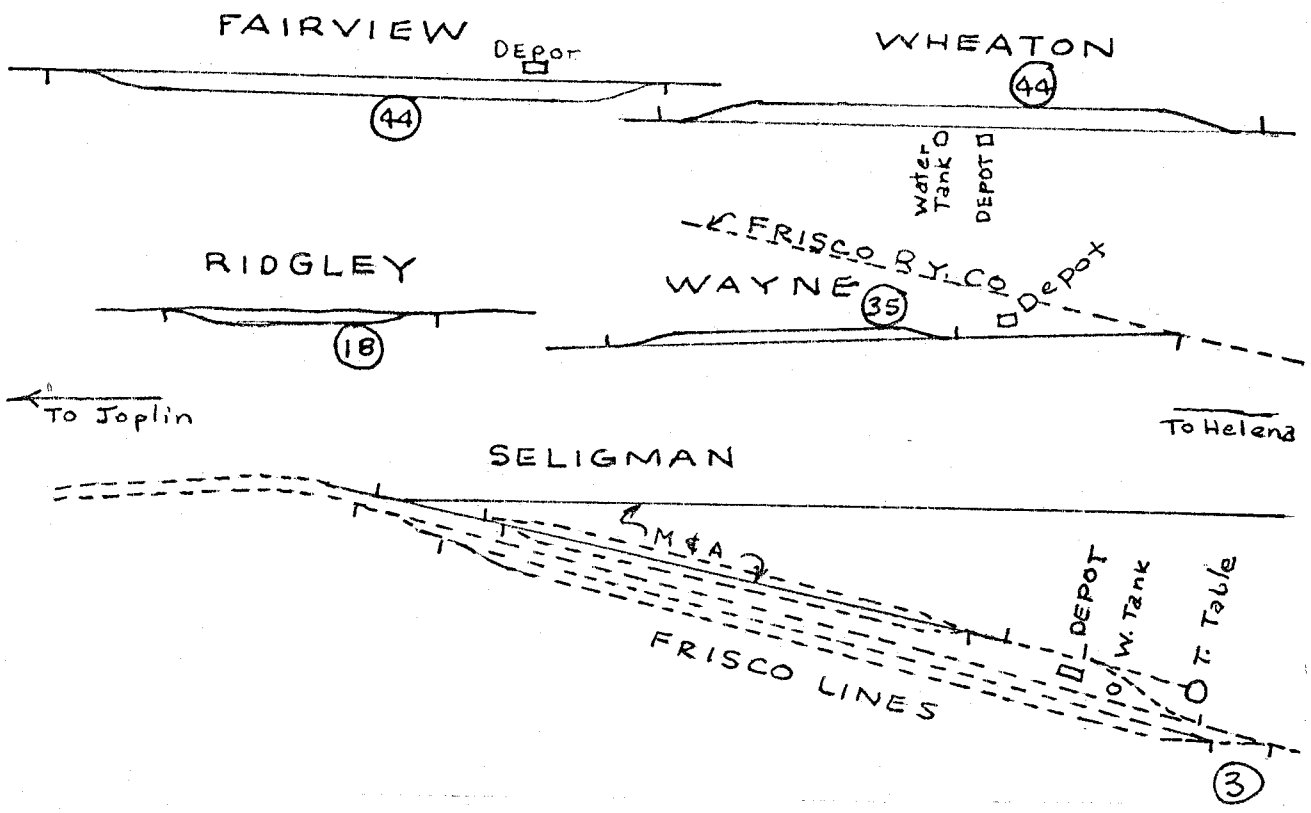 FAIRVIEW
DEPOT
44
WHEATON
44
Water
Tank
DEPOT
FRISCO RY. CO
RIDGLEY
18
WAYNE
35
Depot
To Joplin
To Helena
SELIGMAN
M & A
FRISCO LINES
DEPOT
W. Tank
T. Table
3